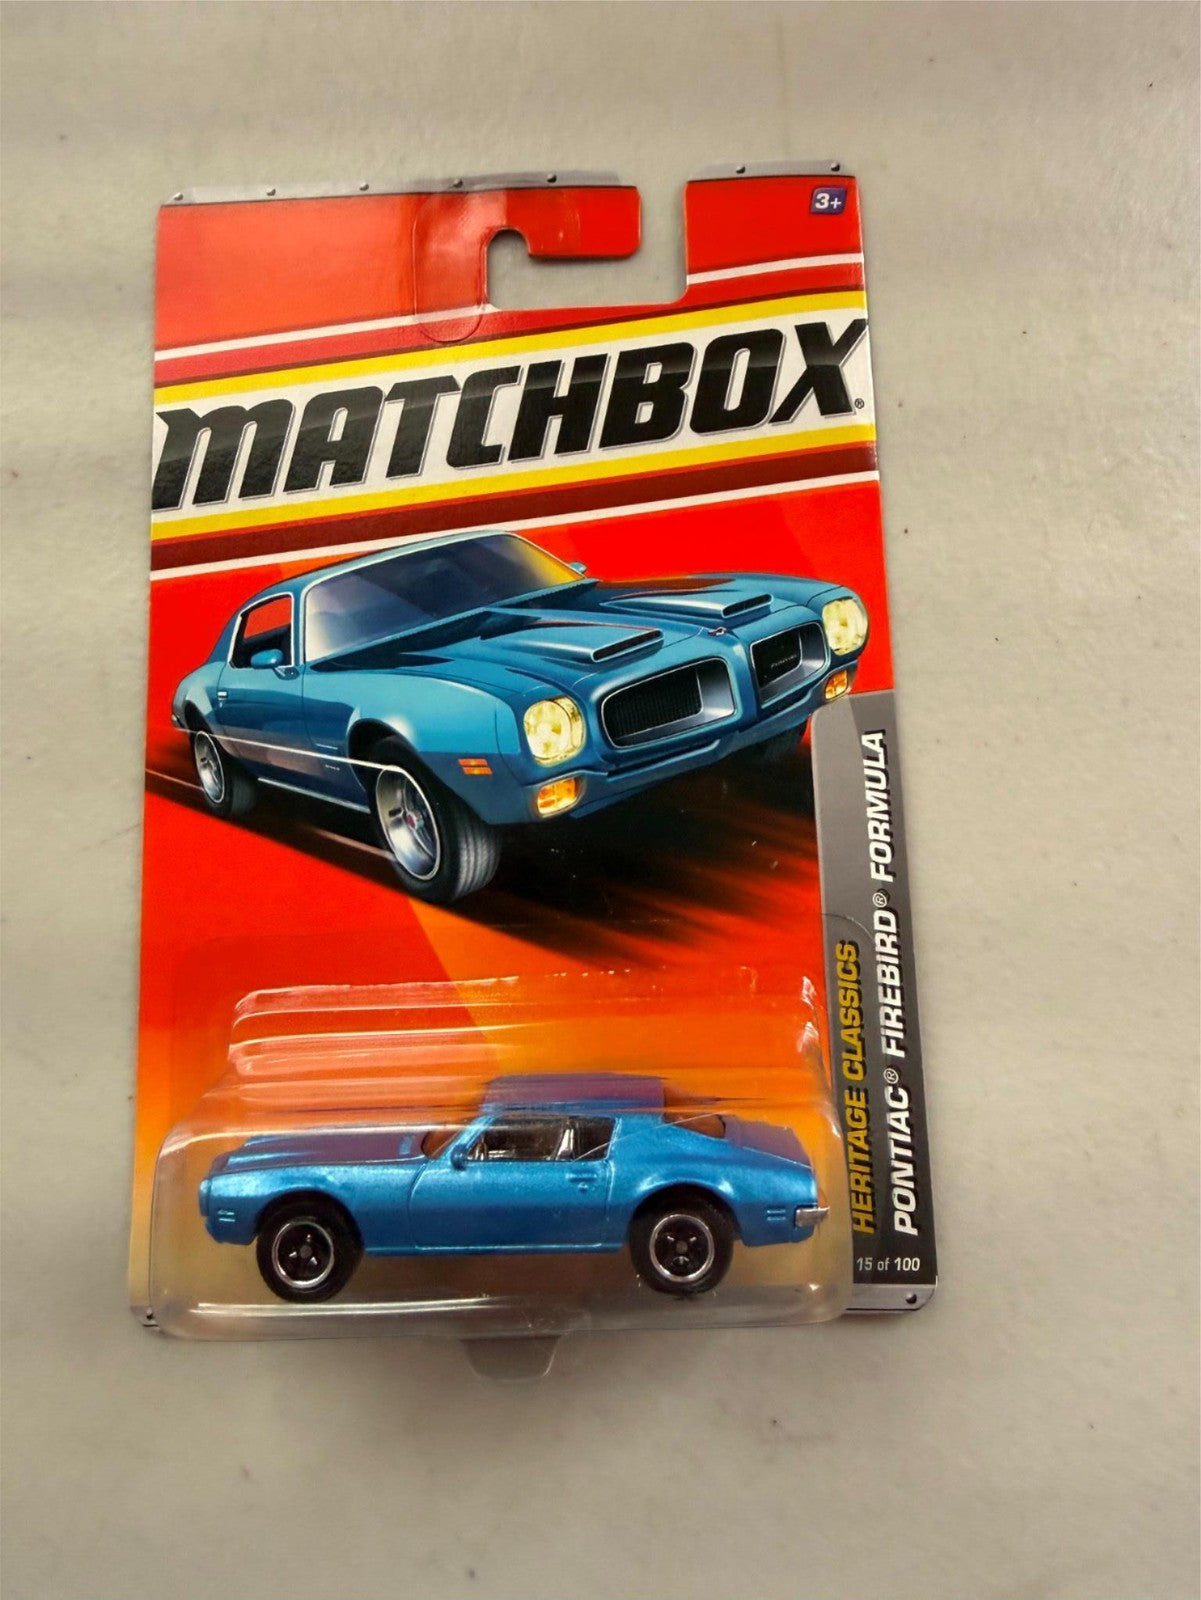 3+
MATCHBOX®
HERITAGE CLASSICS
PONTIAC® FIREBIRD® FORMULA
15 of 100